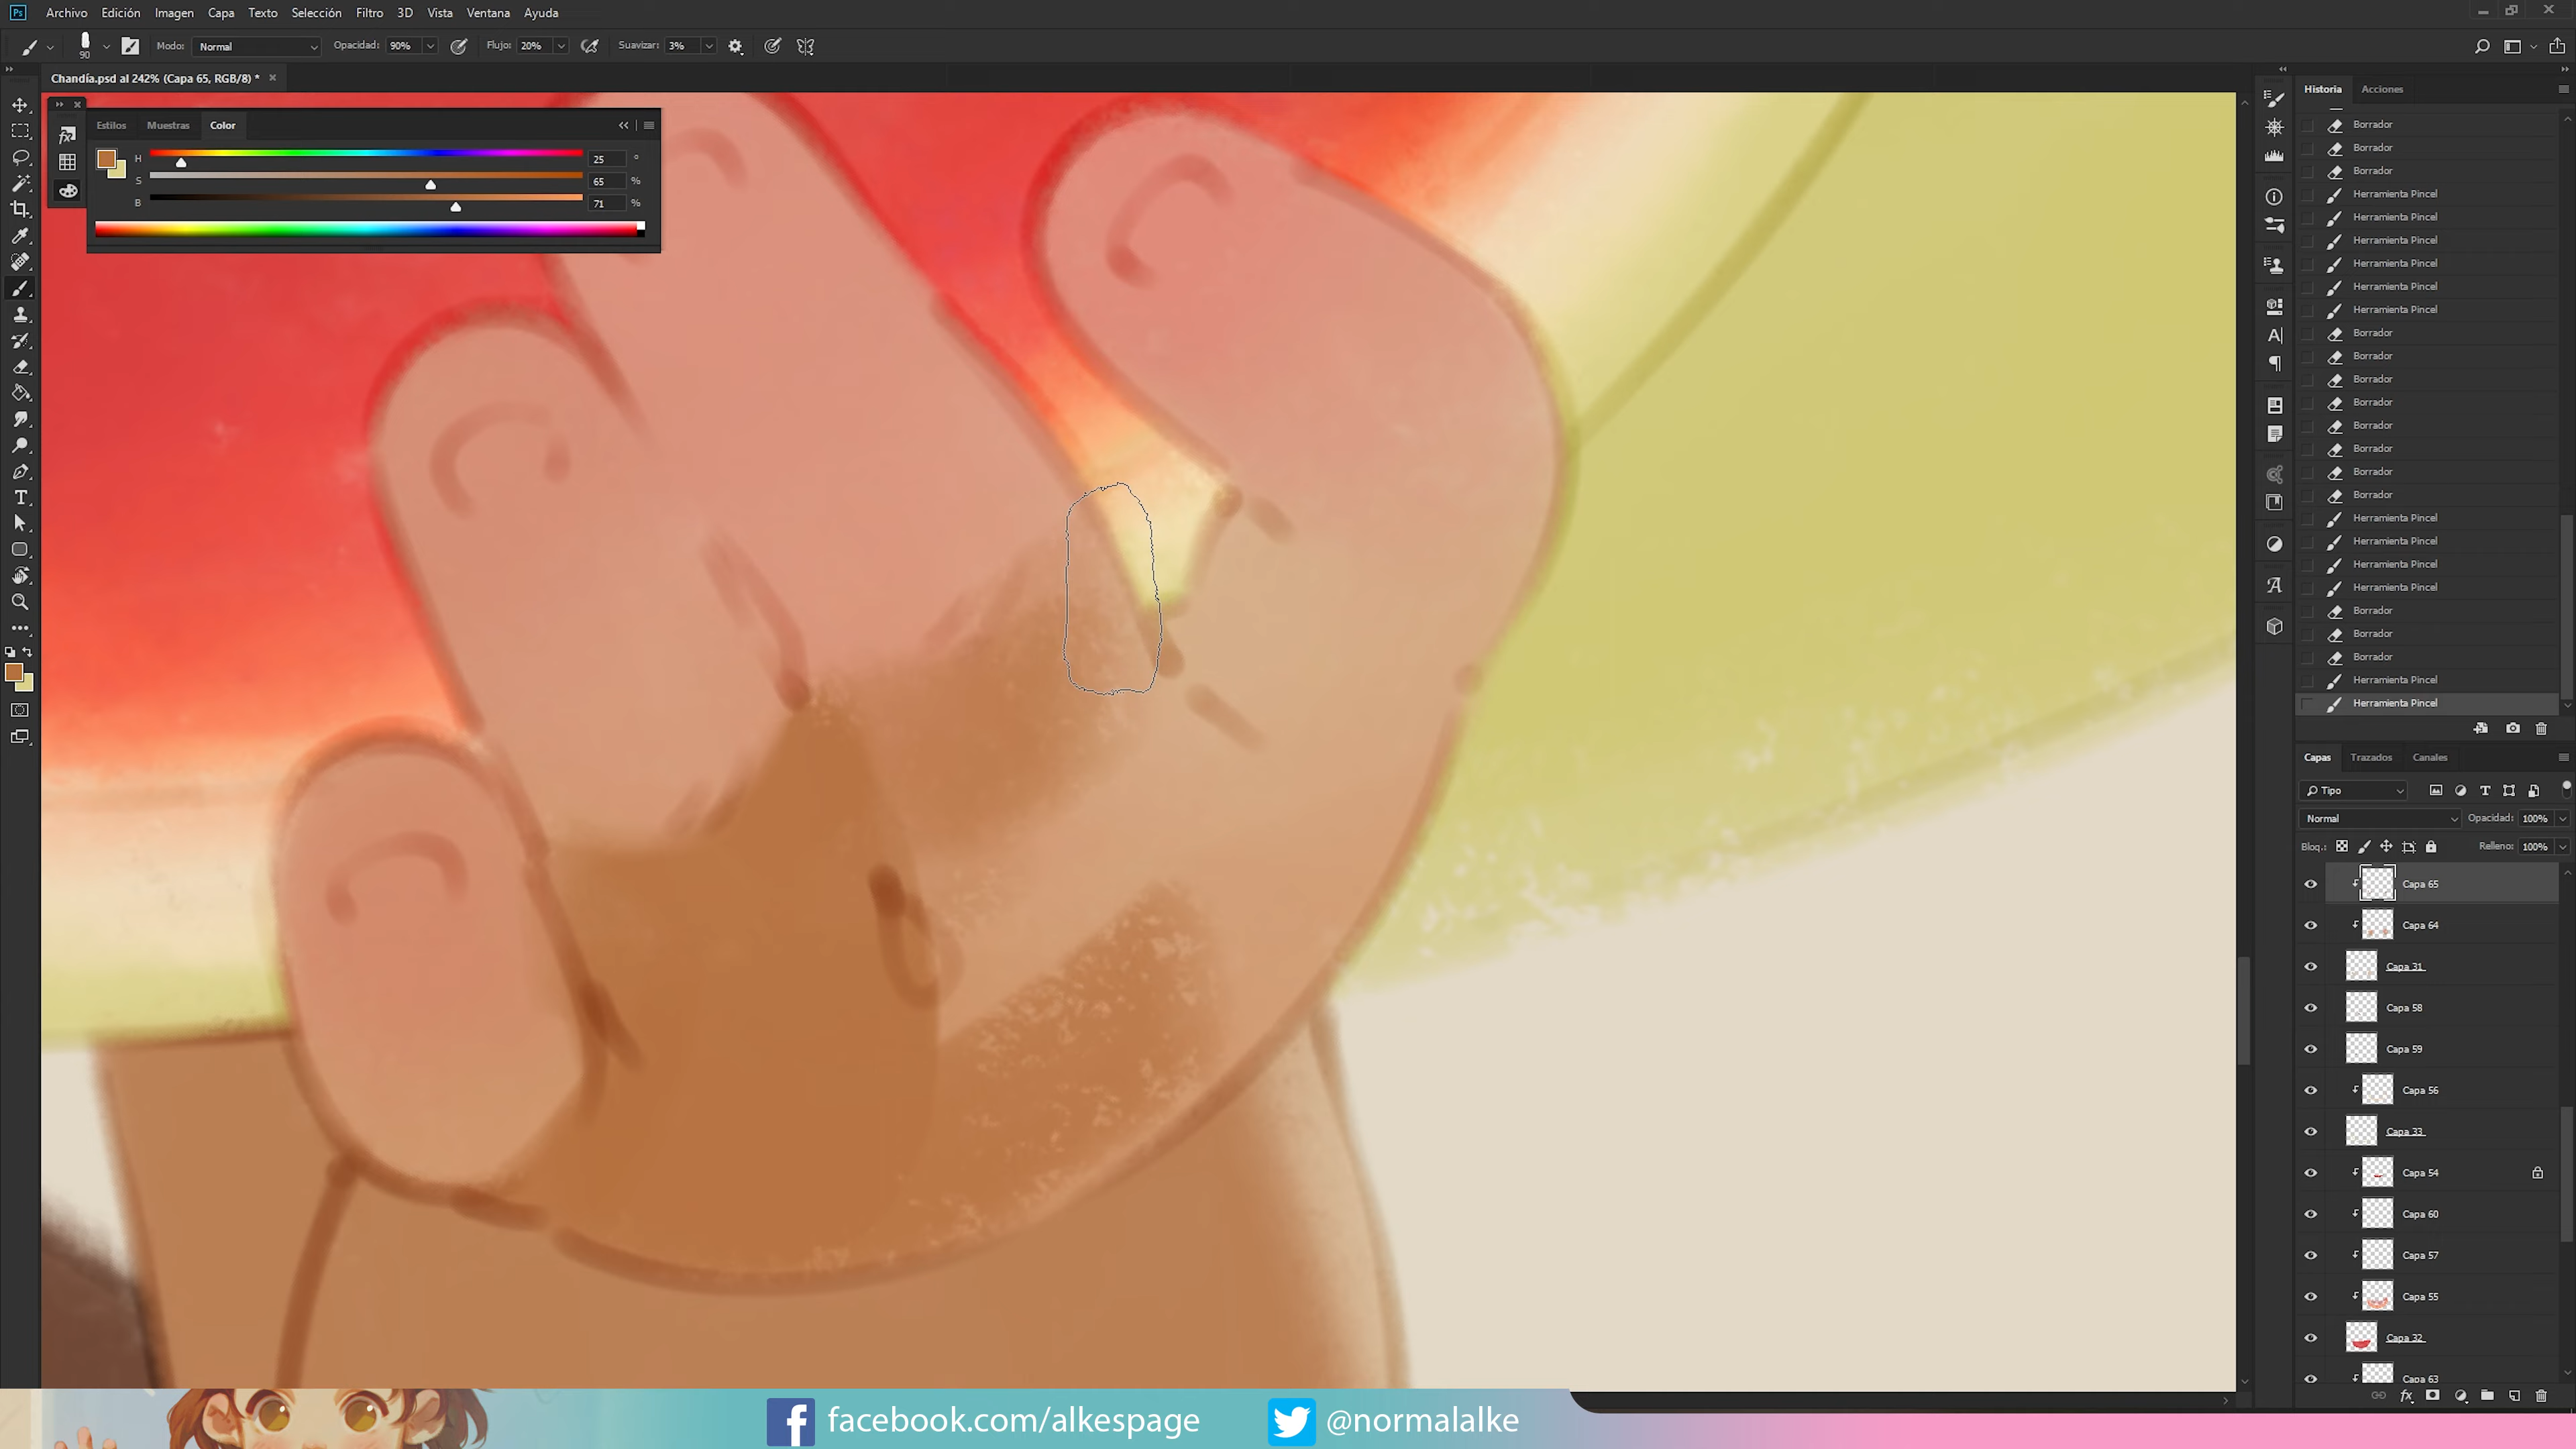 Ps Archivo Edición Imagen Capa Texto Selección Filtro 3D Vista Ventana Ayuda
90 Modo: Normal Opacidad: 90% Flujo: 20% Suavizar: 3%
Chandía.psd al 242% (Capa 65, RGB/8) *
Estilos Muestras Color
H 25 °
S 65 %
B 71 %
Historia Acciones
Borrador
Borrador
Borrador
Herramienta Pincel
Herramienta Pincel
Herramienta Pincel
Herramienta Pincel
Herramienta Pincel
Herramienta Pincel
Borrador
Borrador
Borrador
Borrador
Borrador
Borrador
Borrador
Borrador
Herramienta Pincel
Herramienta Pincel
Herramienta Pincel
Herramienta Pincel
Borrador
Borrador
Borrador
Herramienta Pincel
Herramienta Pincel
Capas Trazados Canales
Tipo
Normal Opacidad: 100%
Bloq.: Relleno: 100%
Capa 65
Capa 64
Capa 31
Capa 58
Capa 59
Capa 56
Capa 33
Capa 54
Capa 60
Capa 57
Capa 55
Capa 32
Capa 63
facebook.com/alkespage @normalalke